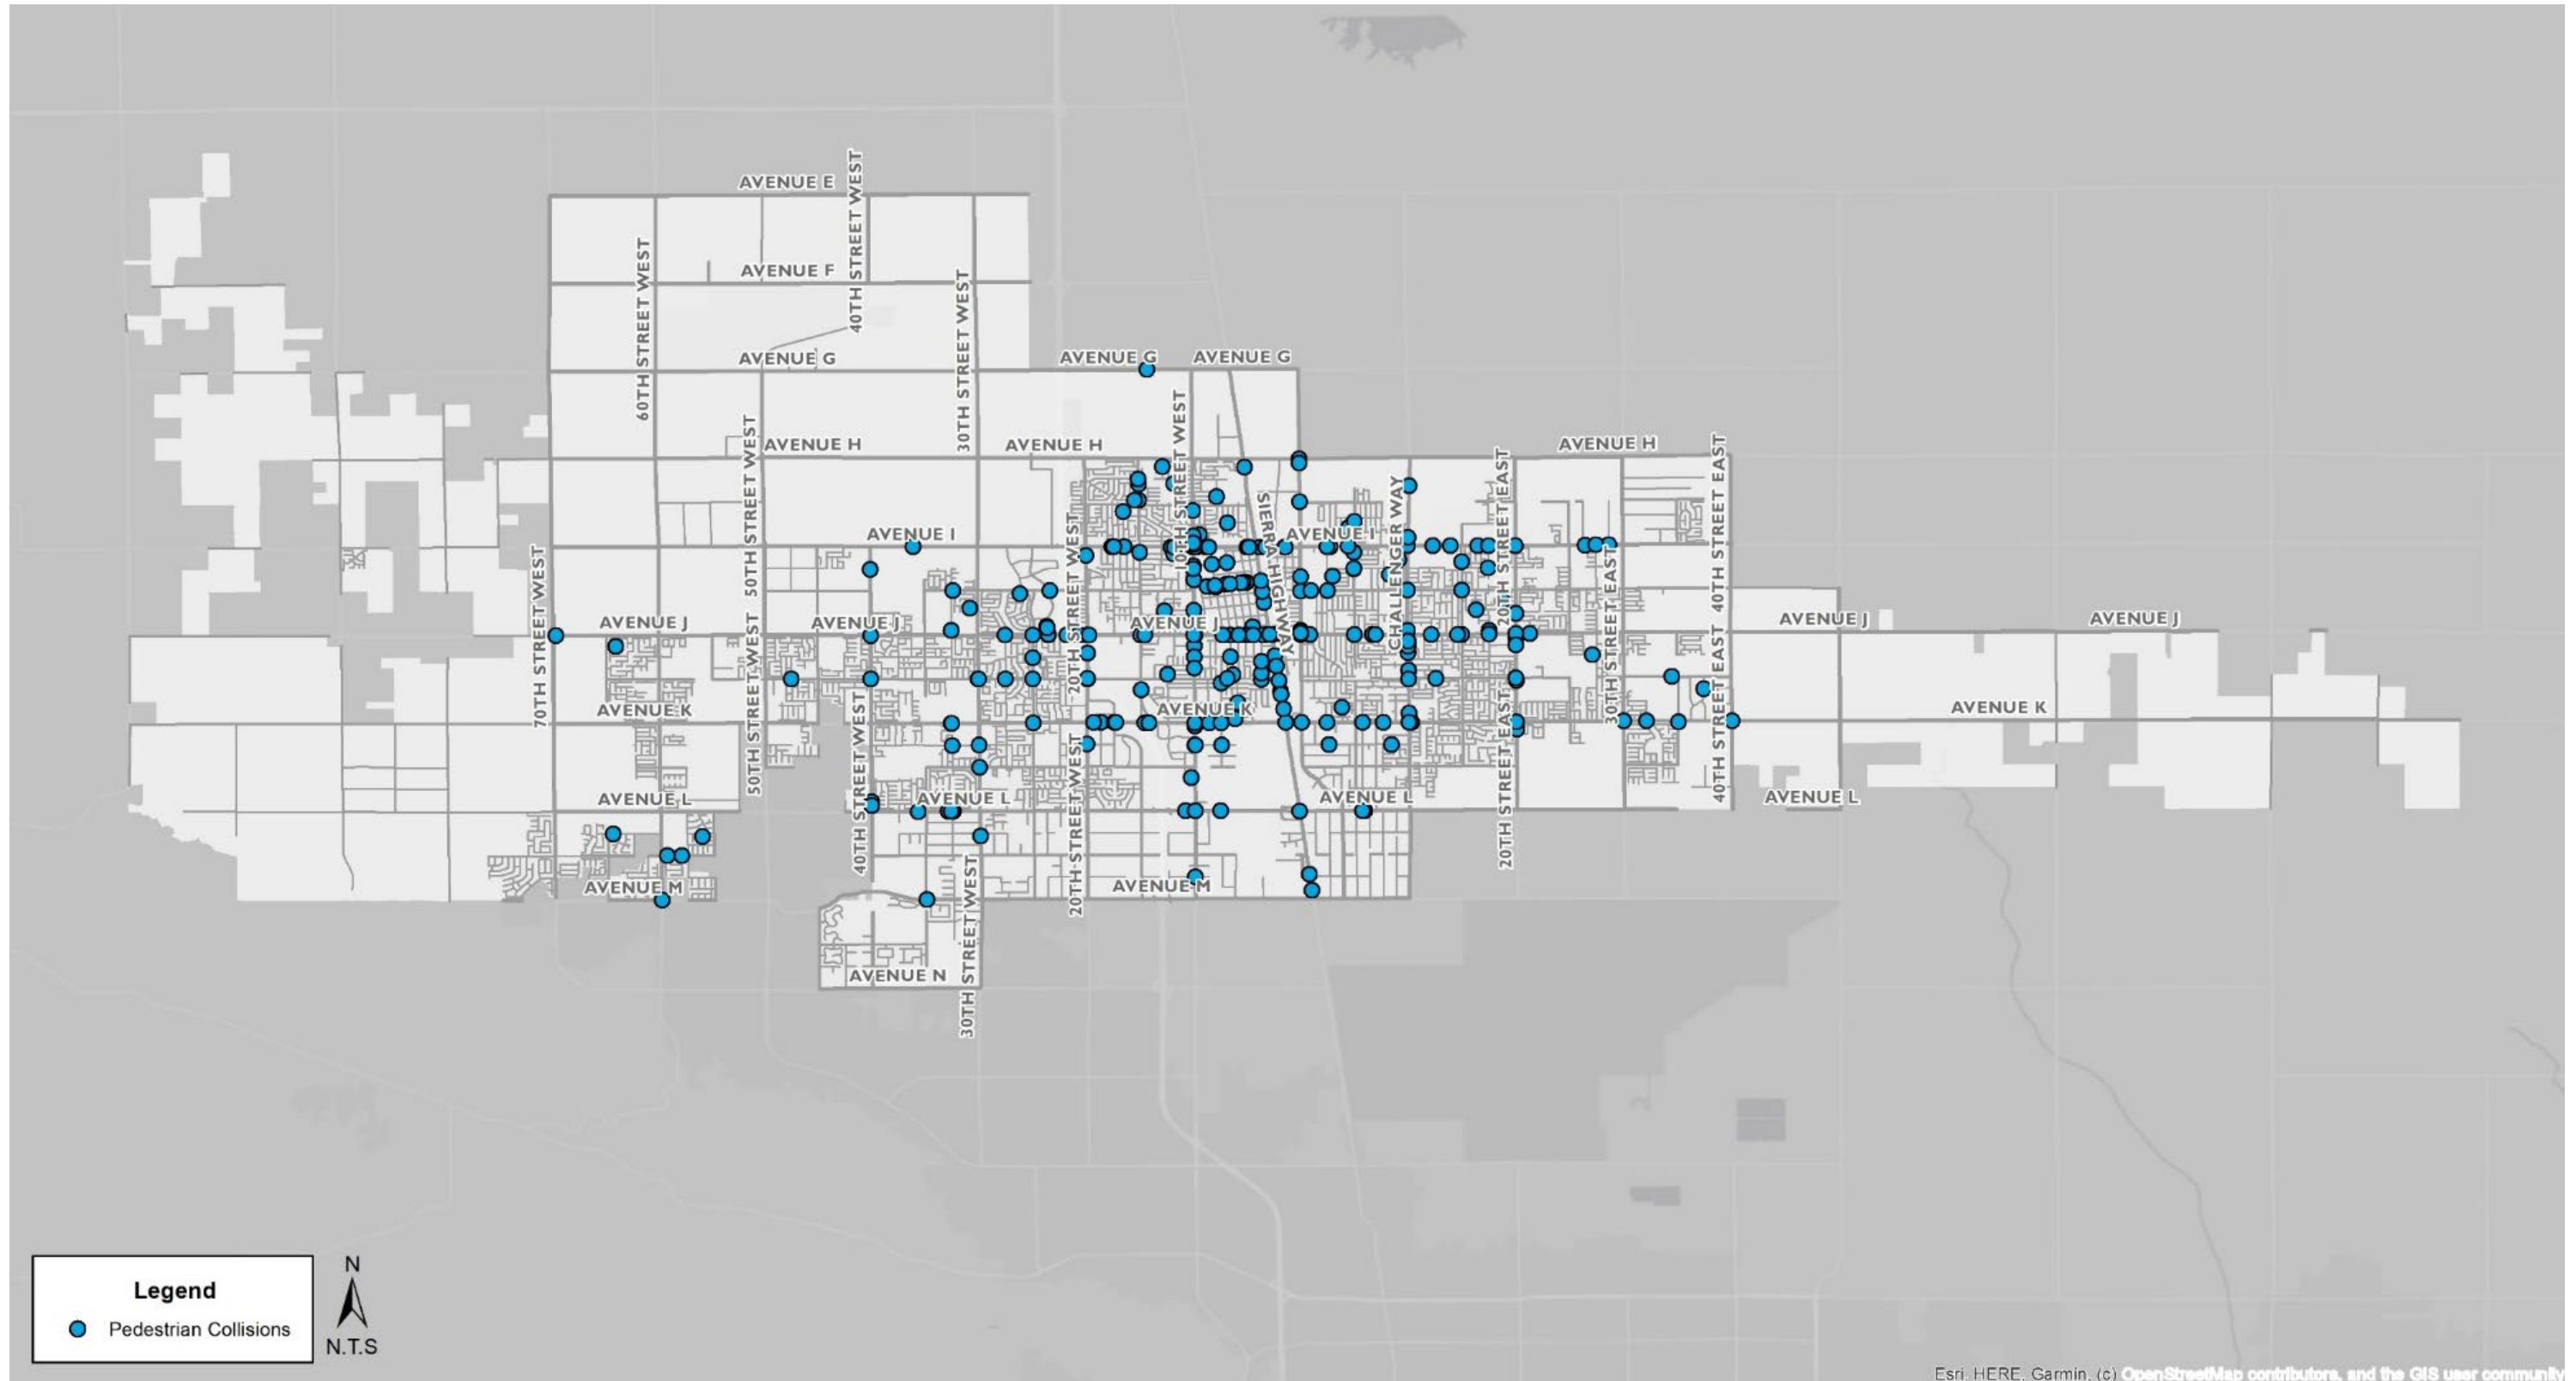 AVENUE E
40TH STREET WEST
60TH STREET WEST
AVENUE F
30TH STREET WEST
AVENUE G
AVENUE G
AVENUE G
10TH STREET WEST
50TH STREET WEST
AVENUE H
AVENUE H
AVENUE H
40TH STREET EAST
20TH STREET EAST
CHALLENGER WAY
SIERRA HIGHWAY
AVENUE I
AVENUE I
20TH STREET WEST
70TH STREET WEST
30TH STREET EAST
AVENUE J
AVENUE J
AVENUE J
AVENUE J
AVENUE J
50TH STREET WEST
40TH STREET EAST
40TH STREET WEST
20TH STREET EAST
AVENUE K
AVENUE K
AVENUE K
20TH STREET WEST
AVENUE L
AVENUE L
AVENUE L
AVENUE L
30TH STREET WEST
AVENUE M
AVENUE M
AVENUE N
Legend
Pedestrian Collisions
N
N.T.S
Esri, HERE, Garmin, (c) OpenStreetMap contributors, and the GIS user community